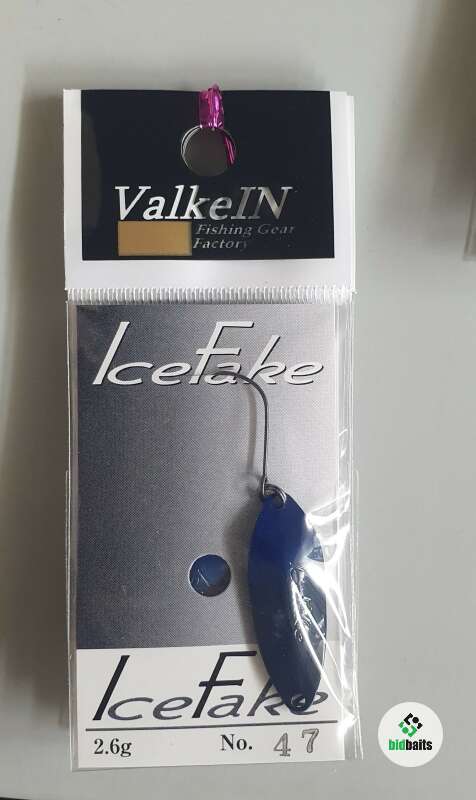 ValkeIN
Fishing Gear
Factory
IceFake
IceFake
2.6g No. 47
bidbaits